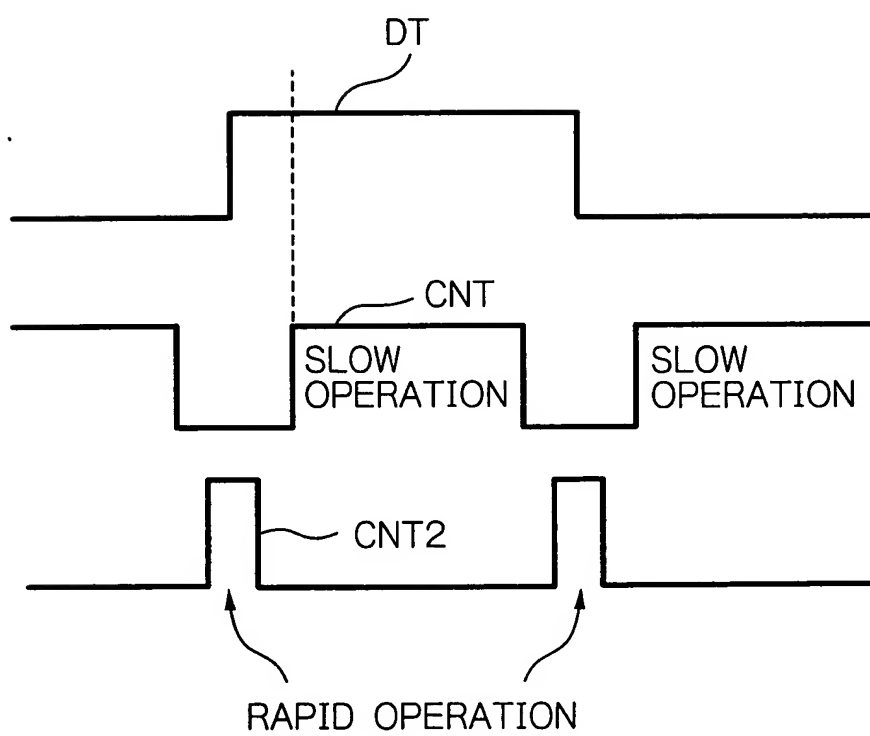 DT
CNT
SLOW
OPERATION
SLOW
OPERATION
CNT2
RAPID OPERATION